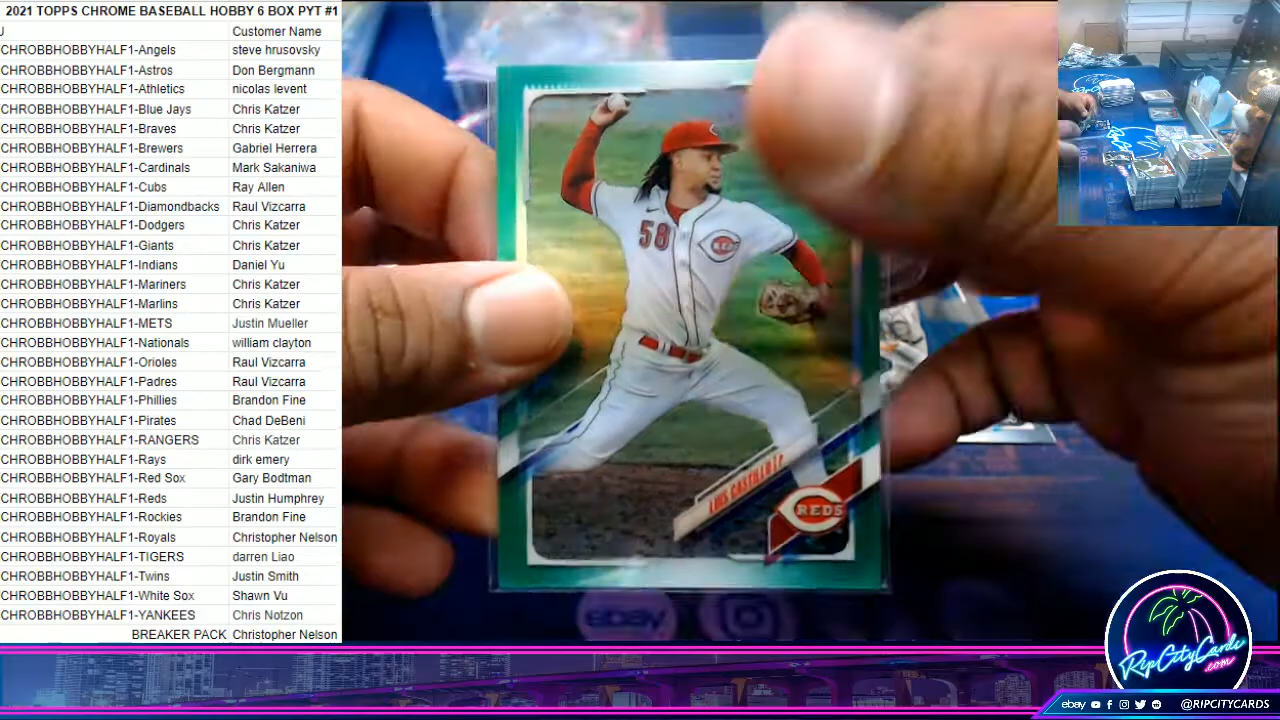 2021 TOPPS CHROME BASEBALL HOBBY 6 BOX PYT #1
Customer Name
CHROBBHOBBYHALF1-Angels steve hrusovsky
CHROBBHOBBYHALF1-Astros Don Bergmann
CHROBBHOBBYHALF1-Athletics nicolas levent
CHROBBHOBBYHALF1-Blue Jays Chris Katzer
CHROBBHOBBYHALF1-Braves Chris Katzer
CHROBBHOBBYHALF1-Brewers Gabriel Herrera
CHROBBHOBBYHALF1-Cardinals Mark Sakaniwa
CHROBBHOBBYHALF1-Cubs Ray Allen
CHROBBHOBBYHALF1-Diamondbacks Raul Vizcarra
CHROBBHOBBYHALF1-Dodgers Chris Katzer
CHROBBHOBBYHALF1-Giants Chris Katzer
CHROBBHOBBYHALF1-Indians Daniel Yu
CHROBBHOBBYHALF1-Mariners Chris Katzer
CHROBBHOBBYHALF1-Marlins Chris Katzer
CHROBBHOBBYHALF1-METS Justin Mueller
CHROBBHOBBYHALF1-Nationals william clayton
CHROBBHOBBYHALF1-Orioles Raul Vizcarra
CHROBBHOBBYHALF1-Padres Raul Vizcarra
CHROBBHOBBYHALF1-Phillies Brandon Fine
CHROBBHOBBYHALF1-Pirates Chad DeBeni
CHROBBHOBBYHALF1-RANGERS Chris Katzer
CHROBBHOBBYHALF1-Rays dirk emery
CHROBBHOBBYHALF1-Red Sox Gary Bodtman
CHROBBHOBBYHALF1-Reds Justin Humphrey
CHROBBHOBBYHALF1-Rockies Brandon Fine
CHROBBHOBBYHALF1-Royals Christopher Nelson
CHROBBHOBBYHALF1-TIGERS darren Liao
CHROBBHOBBYHALF1-Twins Justin Smith
CHROBBHOBBYHALF1-White Sox Shawn Vu
CHROBBHOBBYHALF1-YANKEES Chris Notzon
BREAKER PACK Christopher Nelson
58
REDS
LUIS CASTILLO
REDS
ebay
RipCityCards
.com
ebay @RIPCITYCARDS